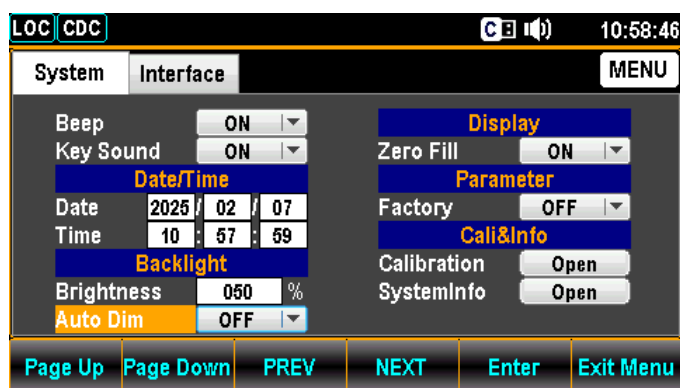 LOC CDC C 10:58:46
System Interface MENU
Beep ON
Key Sound ON
Date/Time
Date 2025 / 02 / 07
Time 10 : 57 : 59
Backlight
Brightness 050 %
Auto Dim OFF
Display
Zero Fill ON
Parameter
Factory OFF
Cali&Info
Calibration Open
SystemInfo Open
Page Up Page Down PREV NEXT Enter Exit Menu